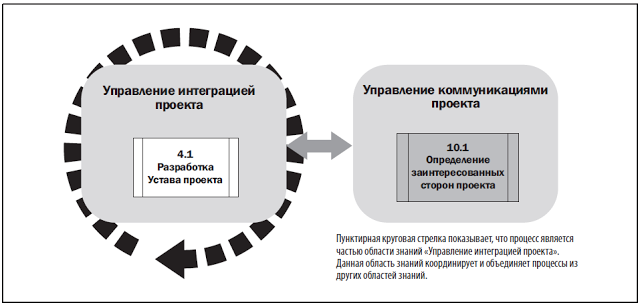 Управление интеграцией
проекта
4.1
Разработка
Устава проекта
Управление коммуникациями
проекта
10.1
Определение
заинтересованных
сторон проекта
Пунктирная круговая стрелка показывает, что процесс является
частью области знаний «Управление интеграцией проекта».
Данная область знаний координирует и объединяет процессы из
других областей знаний.